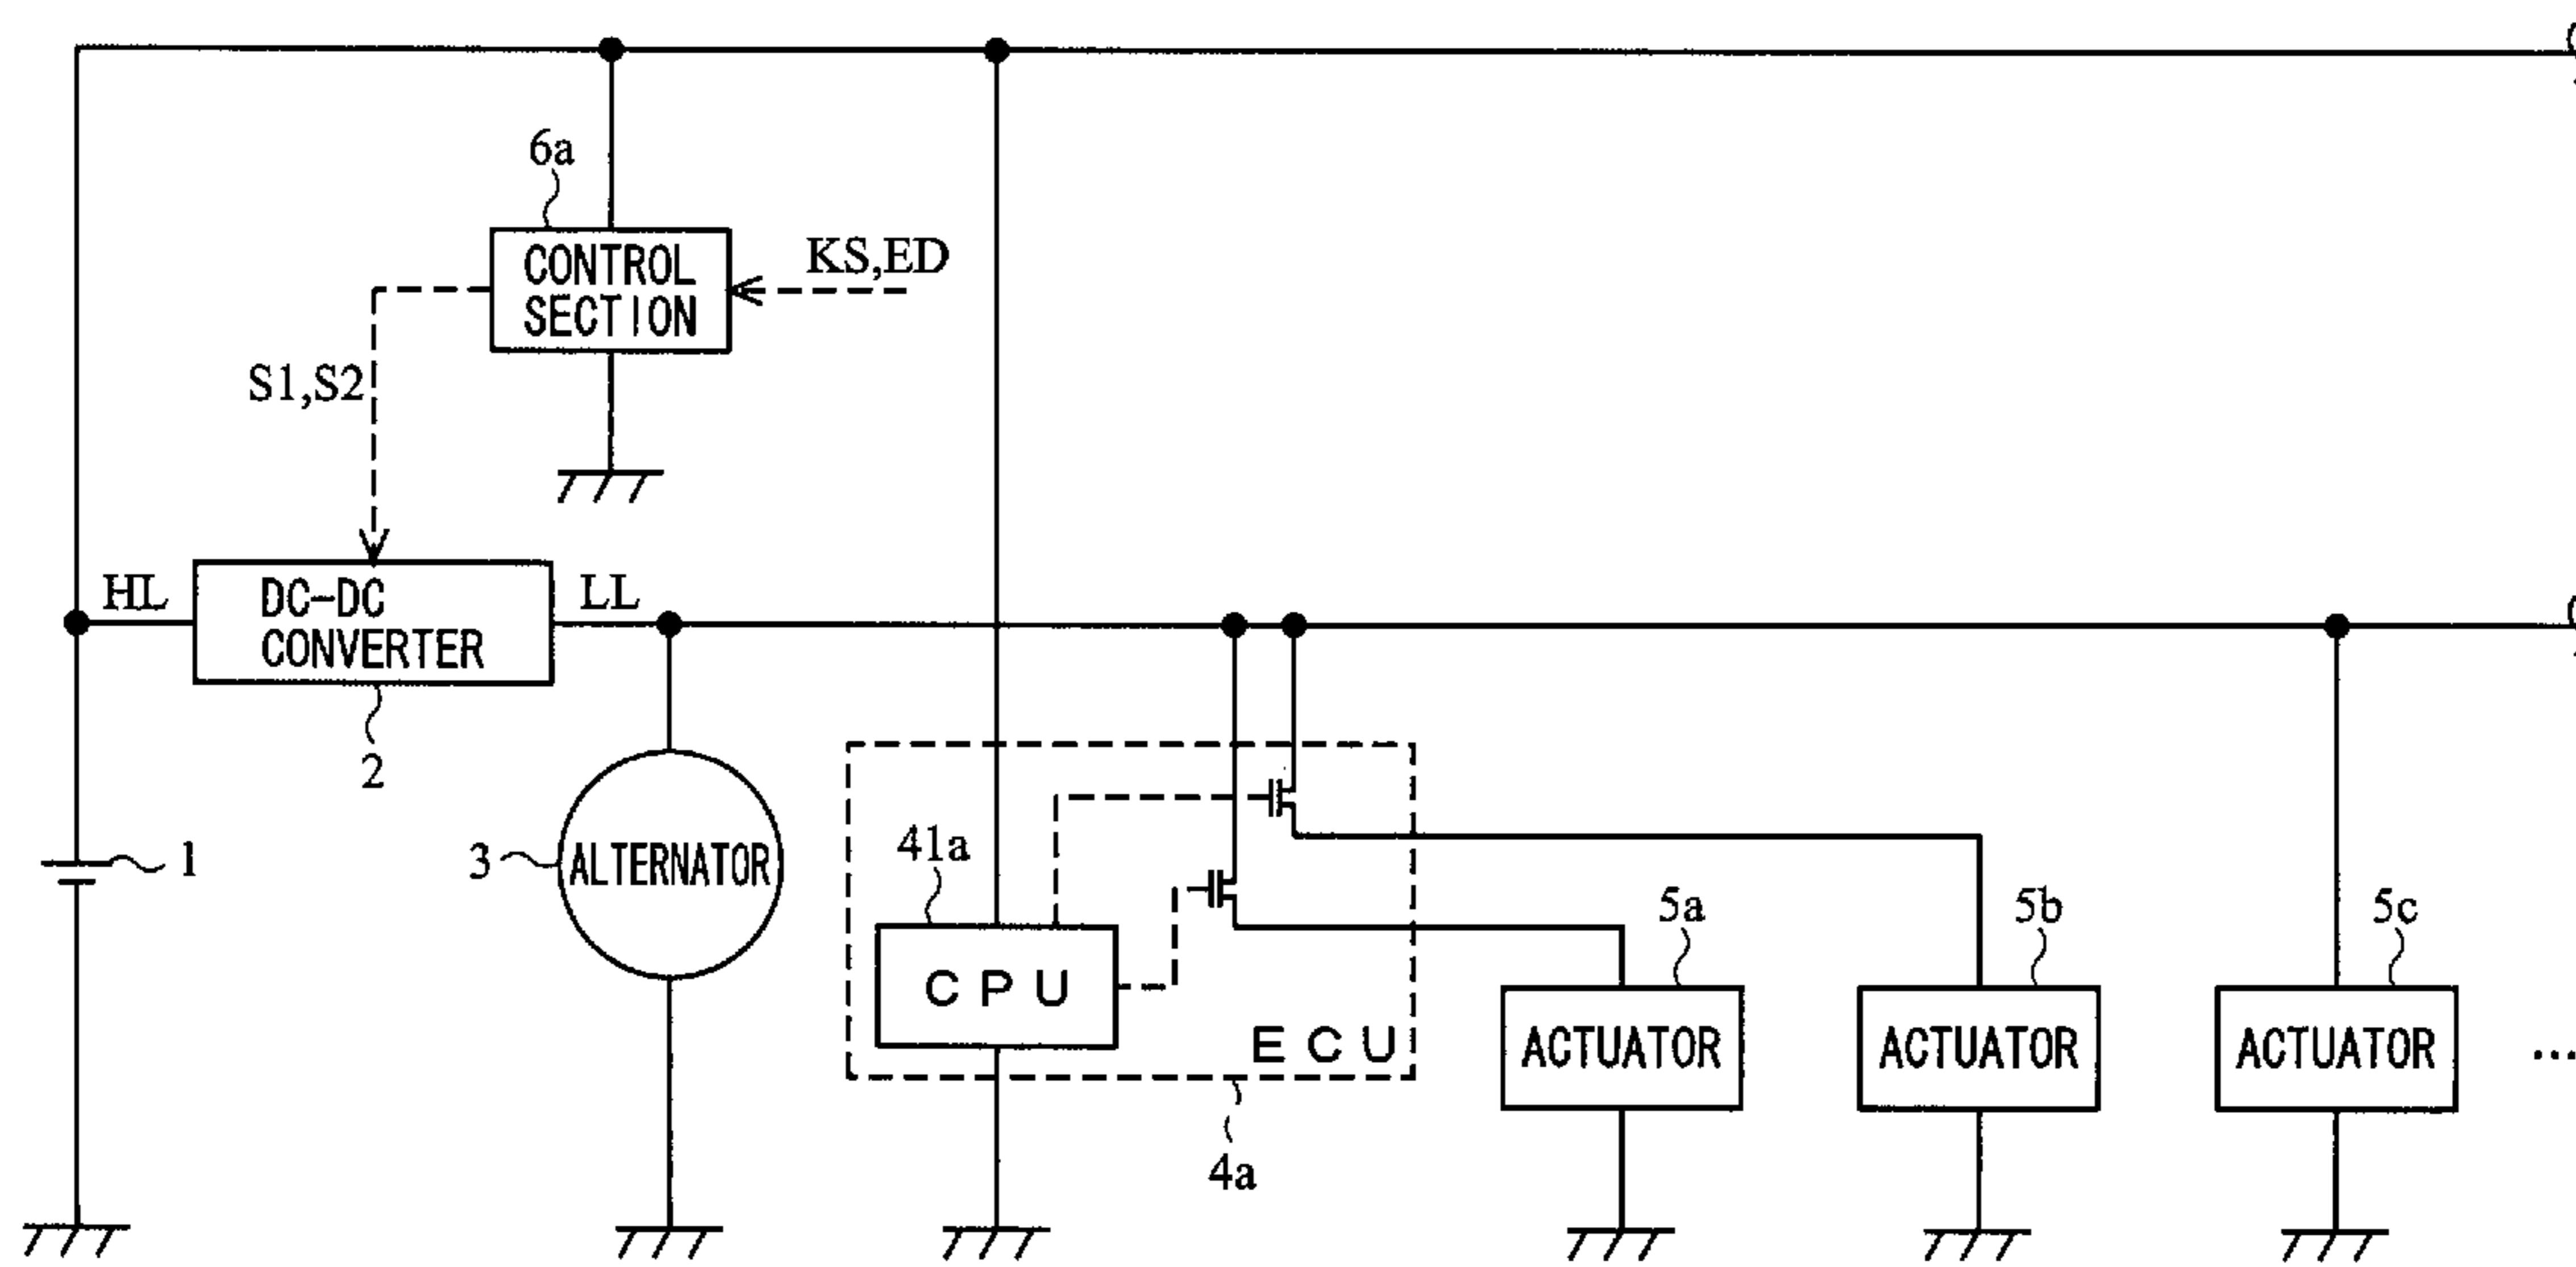 6a
CONTROL
SECTION
KS,ED
S1,S2
HL
DC-DC
CONVERTER
LL
2
1
3
ALTERNATOR
41a
CPU
ECU
4a
5a
ACTUATOR
5b
ACTUATOR
5c
ACTUATOR
...